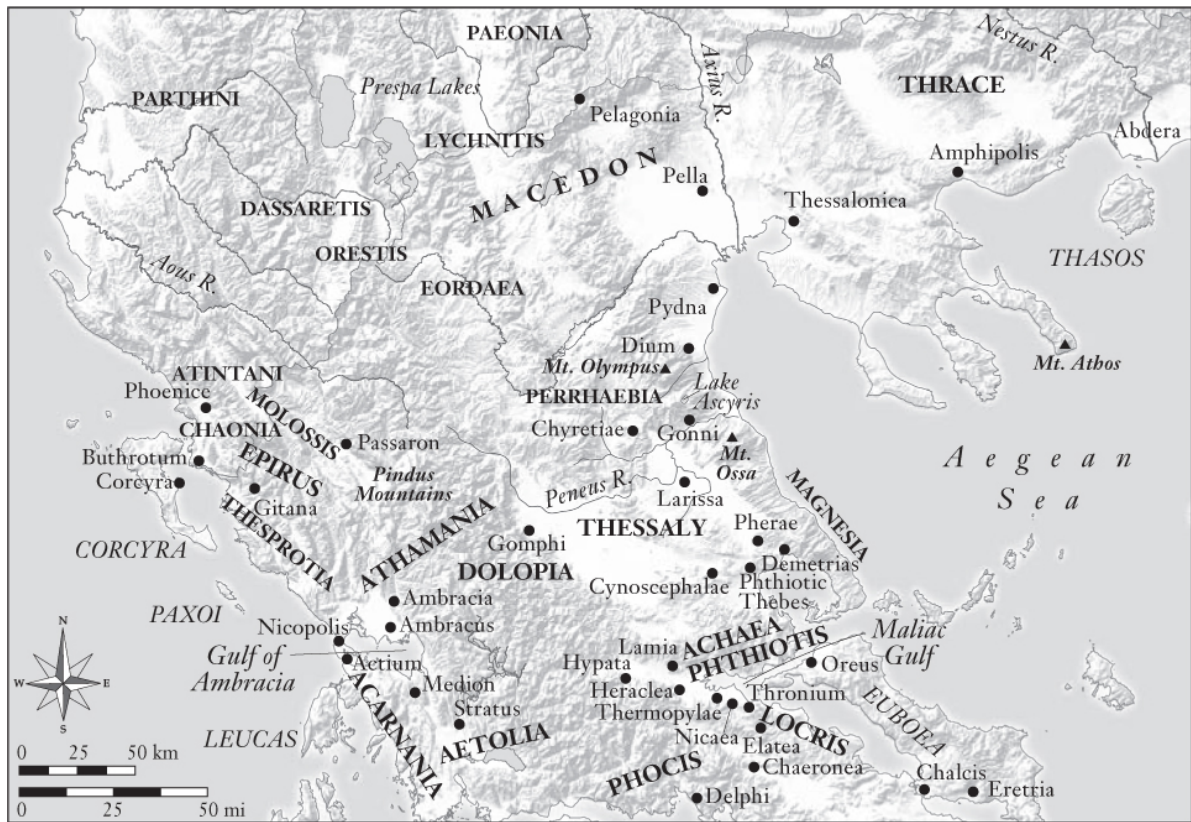 PAEONIA
Nestus R.
Axius R.
Prespa Lakes
THRACE
PARTHINI
Pelagonia
LYCHNITIS
Abdera
Amphipolis
MACEDON
Pella
DASSARETIS
Thessalonica
ORESTIS
THASOS
Aous R.
EORDAEA
Pydna
Dium
Mt. Olympus
Mt. Athos
ATINTANI
Phoenice
PERRHAEBIA
Lake
Ascyris
MOLOSSIS
CHAONIA
Passaron
Chyretiae
Gonni
Mt.
Ossa
Buthrotum
EPIRUS
Corcyra
Pindus
Mountains
Aegean
Sea
Gitana
Peneus R.
Larissa
MAGNESIA
THESPROTIA
CORCYRA
ATHAMANIA
Gomphi
THESSALY
Pherae
DOLOPIA
Demetrias
Cynoscephalae
Phthiotic
Thebes
PAXOI
Ambracia
Ambracus
Nicopolis
Gulf of
Ambracia
Actium
Lamia
ACHAEA
PHTHIOTIS
Maliac
Gulf
Hypata
Oreus
Heraclea
Medion
Thronium
Thermopylae
ACARNANIA
Stratus
Nicaea
LOCRIS
EUBOEA
LEUCAS
AETOLIA
Elatea
PHOCIS
Chaeronea
Chalcis
Delphi
Eretria
N
W
E
S
0 25 50 km
0 25 50 mi